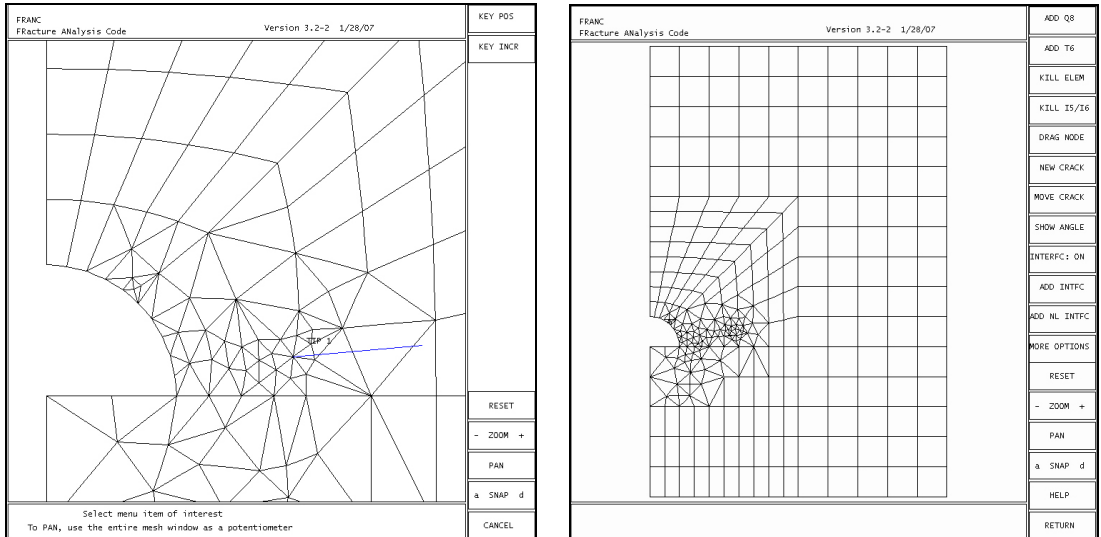 FRANC
FRacture ANalysis Code
Version 3.2-2 1/28/07
KEY POS
KEY INCR
TIP 1
RESET
- ZOOM +
PAN
a SNAP d
CANCEL
Select menu item of interest
To PAN, use the entire mesh window as a potentiometer
FRANC
FRacture ANalysis Code
Version 3.2-2 1/28/07
ADD Q8
ADD T6
KILL ELEM
KILL I5/I6
DRAG NODE
NEW CRACK
MOVE CRACK
SHOW ANGLE
INTERFC: ON
ADD INTFC
ADD NL INTFC
MORE OPTIONS
RESET
- ZOOM +
PAN
a SNAP d
HELP
RETURN